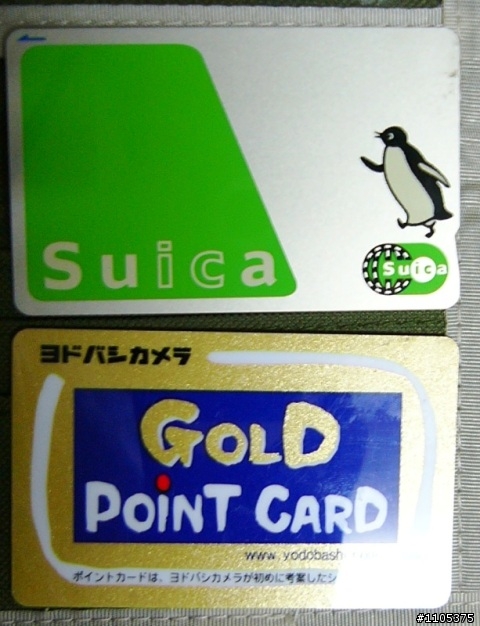 Suica
Suica
ヨドバシカメラ
GOLD
POINT CARD
www.yodobash
ポイントカードは、ヨドバシカメラが初めに考案したシ
#1105375